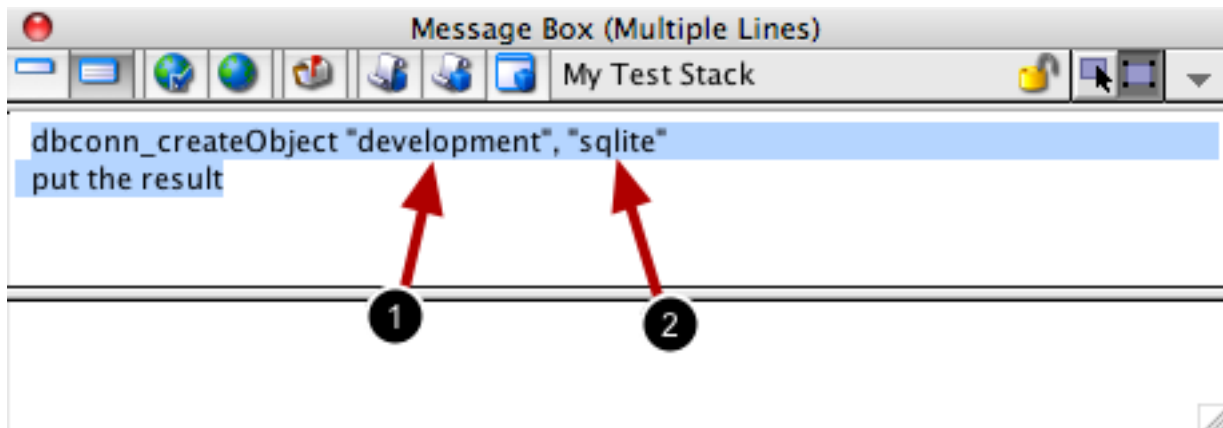 Message Box (Multiple Lines)
My Test Stack
dbconn_createObject "development", "sqlite"
put the result
1
2